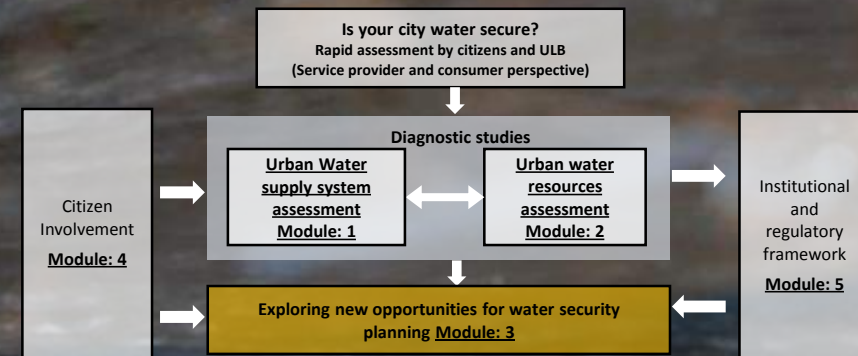 Is your city water secure?
Rapid assessment by citizens and ULB
(Service provider and consumer perspective)
Diagnostic studies
Urban Water
supply system
assessment
Module: 1
Urban water
resources
assessment
Module: 2
Citizen
Involvement
Module: 4
Institutional
and
regulatory
framework
Module: 5
Exploring new opportunities for water security
planning Module: 3